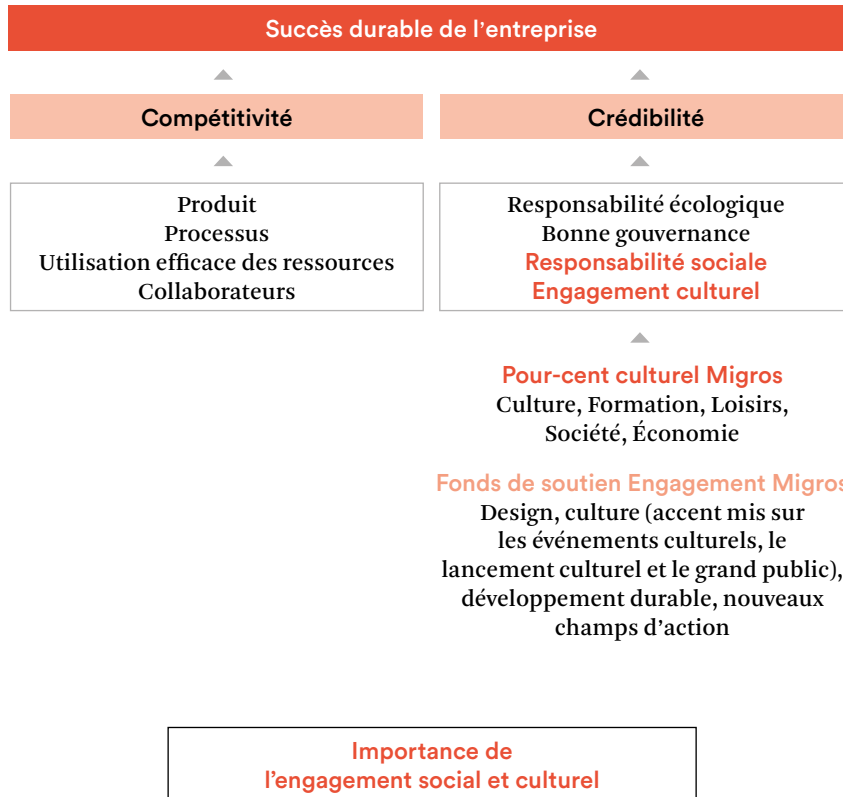 Succès durable de l'entreprise
Compétitivité
Produit
Processus
Utilisation efficace des ressources
Collaborateurs
Crédibilité
Responsabilité écologique
Bonne gouvernance
Responsabilité sociale
Engagement culturel
Pour-cent culturel Migros
Culture, Formation, Loisirs,
Société, Économie
Fonds de soutien Engagement Migros
Design, culture (accent mis sur
les événements culturels, le
lancement culturel et le grand public),
développement durable, nouveaux
champs d’action
Importance de
l'engagement social et culturel